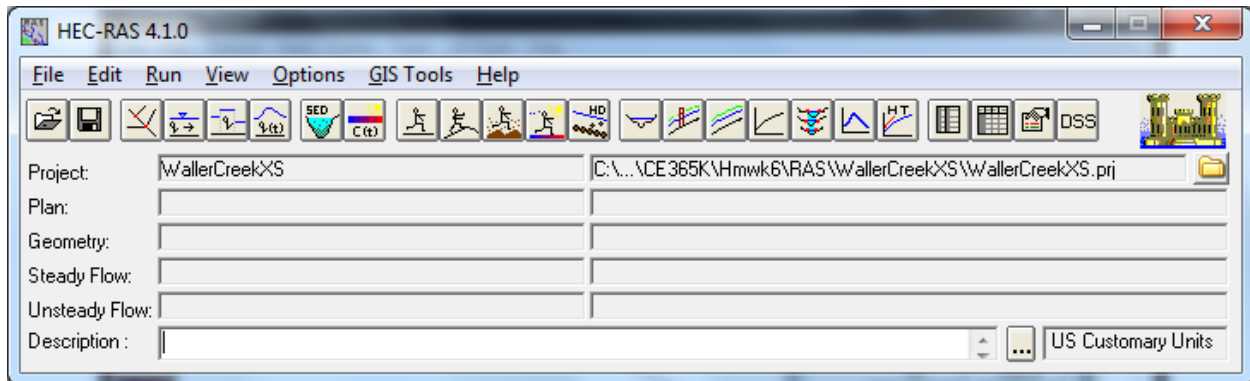 HEC-RAS 4.1.0
File Edit Run View Options GIS Tools Help
SED C(t) q(t) HD HT DSS
Project: WallerCreekXS C:\...\CE365K\Hmwk6\RAS\WallerCreekXS\WallerCreekXS.prj
Plan:
Geometry:
Steady Flow:
Unsteady Flow:
Description : ... US Customary Units